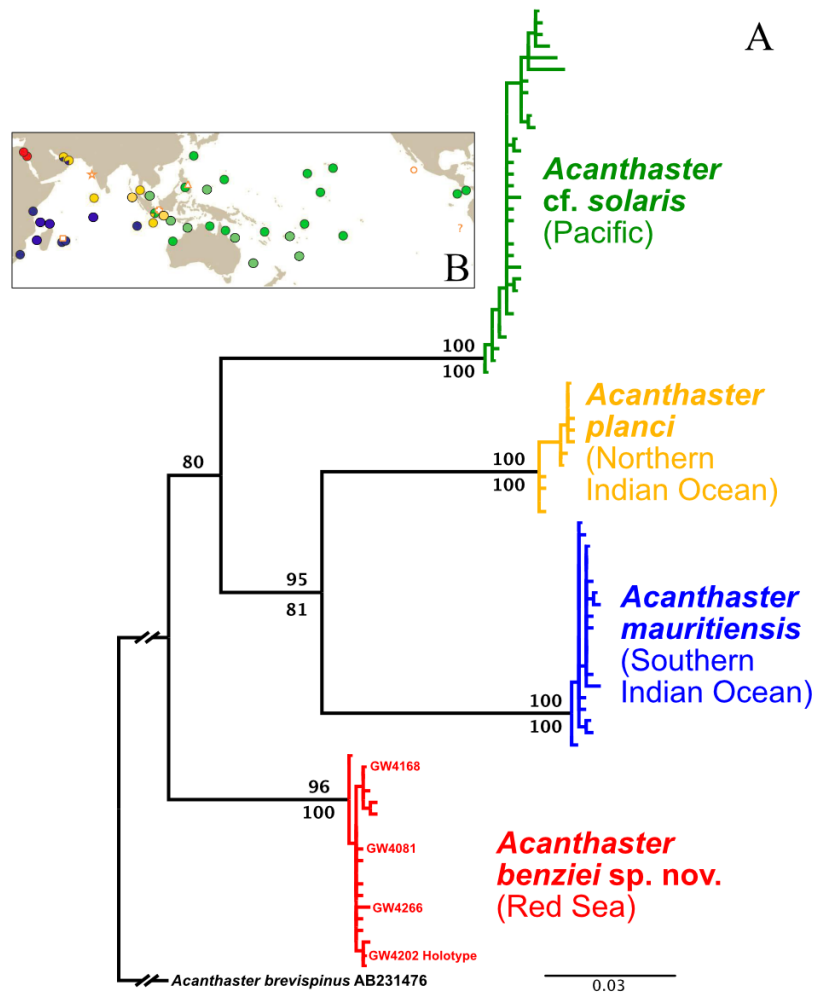 A
B
?
Acanthaster
cf. solaris
(Pacific)
100
100
Acanthaster
planci
(Northern
Indian Ocean)
80
100
100
95
81
Acanthaster
mauritiensis
(Southern
Indian Ocean)
100
100
GW4168
96
100
GW4081
Acanthaster
benziei sp. nov.
(Red Sea)
GW4266
GW4202 Holotype
Acanthaster brevispinus AB231476
0.03